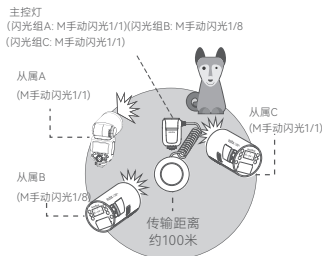 主控灯
(闪光组A: M手动闪光1/1)(闪光组B: M手动闪光1/8
(闪光组C: M手动闪光1/1)
从属A
(M手动闪光1/1)
从属C
(M手动闪光1/1)
从属B
(M手动闪光1/8)
传输距离
约100米